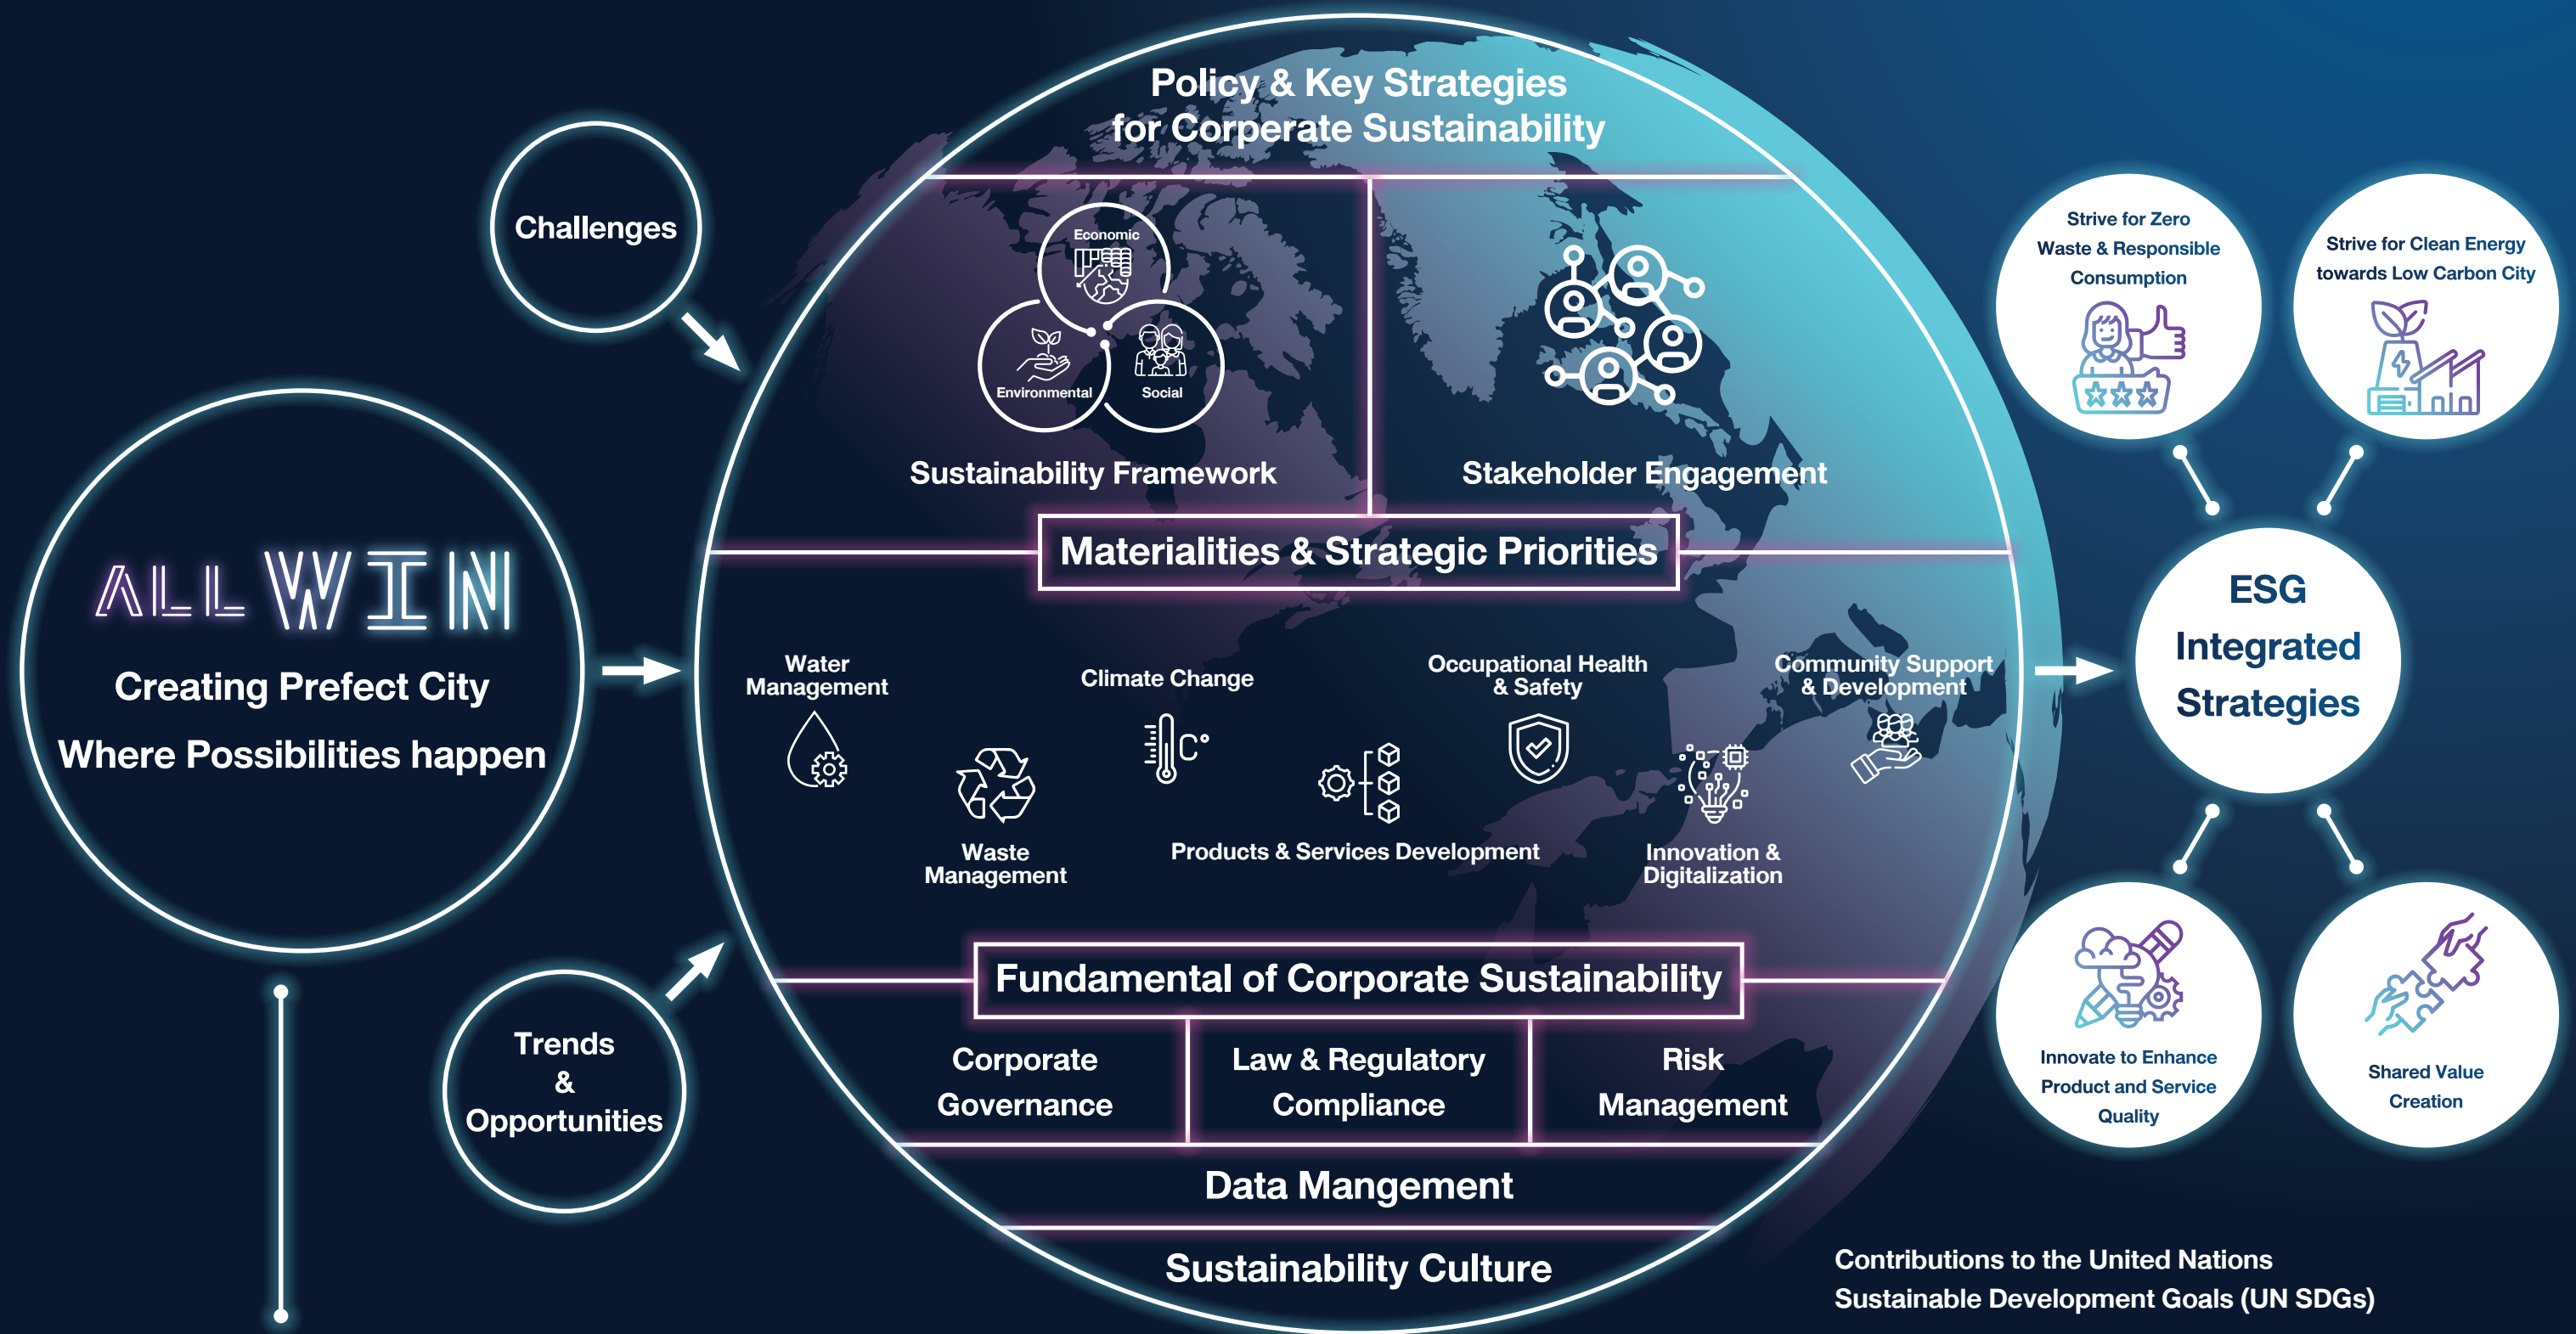 Policy & Key Strategies
for Corperate Sustainability
Challenges
Economic
Environmental
Social
Sustainability Framework
Stakeholder Engagement
Strive for Zero
Waste & Responsible
Consumption
Strive for Clean Energy
towards Low Carbon City
ALL WIN
Creating Prefect City
Where Possibilities happen
Materialities & Strategic Priorities
Water
Management
Climate Change
C°
Occupational Health
& Safety
Community Support
& Development
Waste
Management
Products & Services Development
Innovation &
Digitalization
ESG
Integrated
Strategies
Trends
&
Opportunities
Fundamental of Corporate Sustainability
Corporate
Governance
Law & Regulatory
Compliance
Risk
Management
Data Mangement
Sustainability Culture
Innovate to Enhance
Product and Service
Quality
Shared Value
Creation
Contributions to the United Nations
Sustainable Development Goals (UN SDGs)